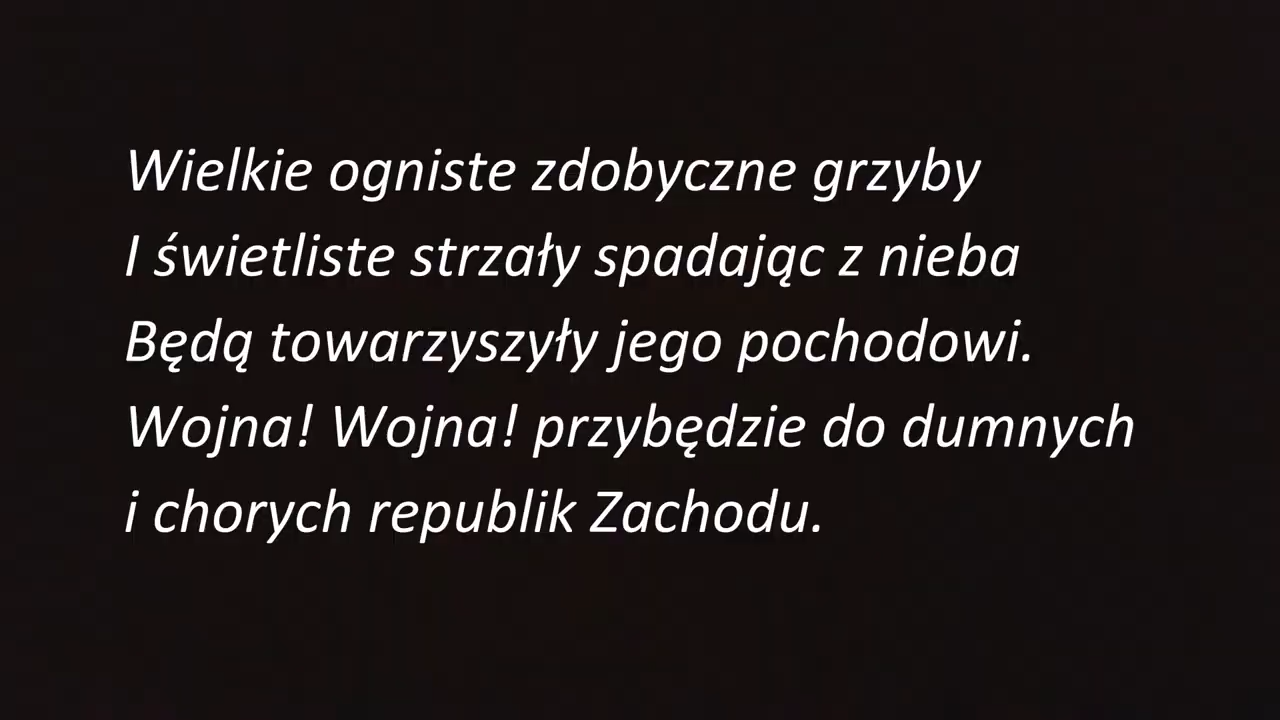 Wielkie ogniste zdobyczne grzyby
I świetliste strzały spadając z nieba
Będą towarzyszyły jego pochodowi.
Wojna! Wojna! przybędzie do dumnych
i chorych republik Zachodu.